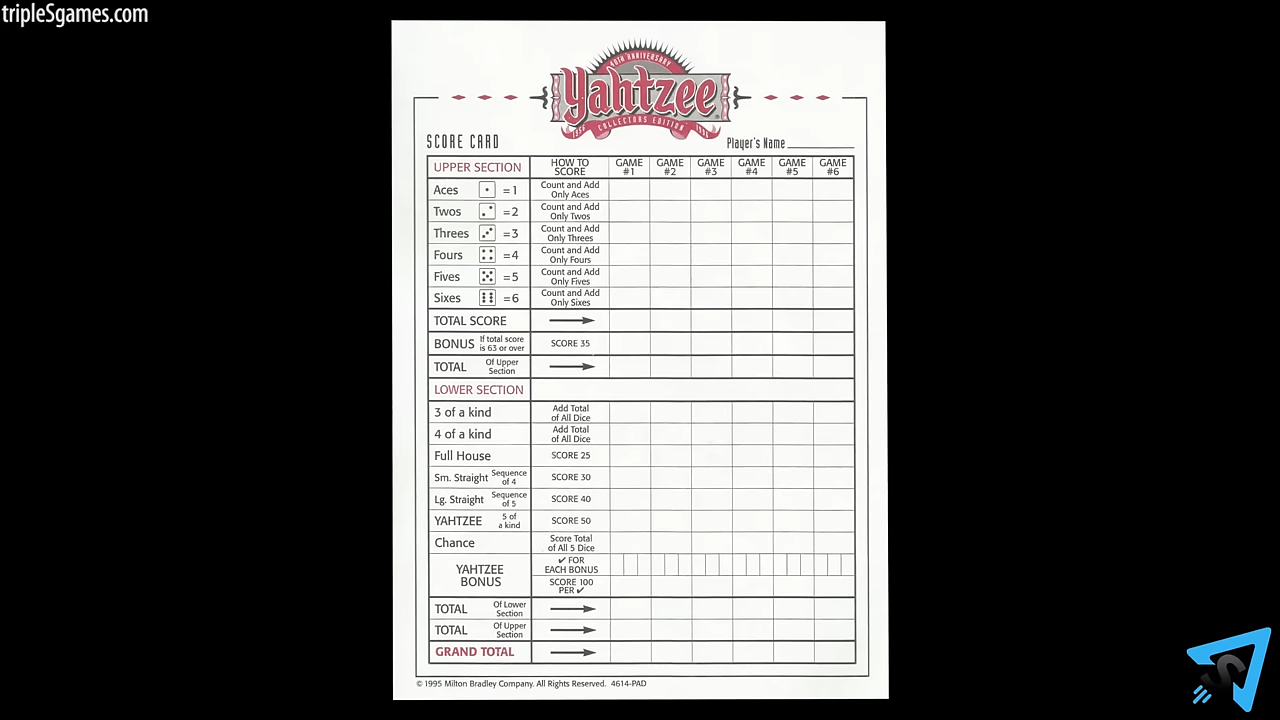 tripleSgames.com
40TH ANNIVERSARY
Yahtzee
1956 COLLECTORS EDITION 1996
SCORE CARD
Player's Name
UPPER SECTION HOW TO SCORE GAME #1 GAME #2 GAME #3 GAME #4 GAME #5 GAME #6
Aces = 1 Count and Add Only Aces
Twos = 2 Count and Add Only Twos
Threes = 3 Count and Add Only Threes
Fours = 4 Count and Add Only Fours
Fives = 5 Count and Add Only Fives
Sixes = 6 Count and Add Only Sixes
TOTAL SCORE
BONUS If total score is 63 or over SCORE 35
TOTAL Of Upper Section
LOWER SECTION
3 of a kind Add Total of All Dice
4 of a kind Add Total of All Dice
Full House SCORE 25
Sm. Straight Sequence of 4 SCORE 30
Lg. Straight Sequence of 5 SCORE 40
YAHTZEE 5 of a kind SCORE 50
Chance Score Total of All 5 Dice
YAHTZEE BONUS ✔ FOR EACH BONUS
SCORE 100 PER ✔
TOTAL Of Lower Section
TOTAL Of Upper Section
GRAND TOTAL
© 1995 Milton Bradley Company. All Rights Reserved. 4614-PAD
S